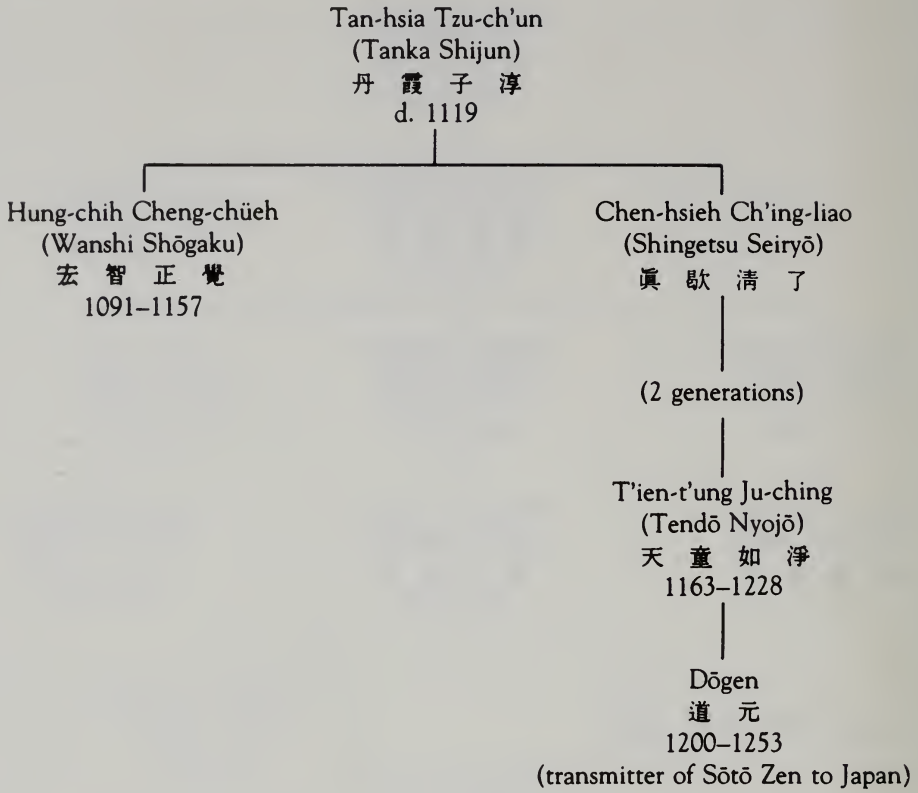 Tan-hsia Tzu-ch'un
(Tanka Shijun)
丹 霞 子 淳
d. 1119
Hung-chih Cheng-chüeh
(Wanshi Shōgaku)
宏 智 正 覺
1091–1157
Chen-hsieh Ch'ing-liao
(Shingetsu Seiryō)
眞 歇 淸 了
(2 generations)
T'ien-t'ung Ju-ching
(Tendō Nyojō)
天 童 如 淨
1163–1228
Dōgen
道 元
1200–1253
(transmitter of Sōtō Zen to Japan)